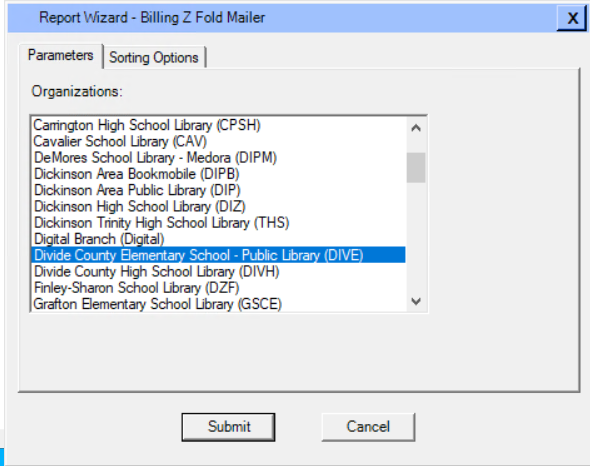 Report Wizard - Billing Z Fold Mailer
X
Parameters
Sorting Options
Organizations:
Carrington High School Library (CPSH)
Cavalier School Library (CAV)
DeMores School Library - Medora (DIPM)
Dickinson Area Bookmobile (DIPB)
Dickinson Area Public Library (DIP)
Dickinson High School Library (DIZ)
Dickinson Trinity High School Library (THS)
Digital Branch (Digital)
Divide County Elementary School - Public Library (DIVE)
Divide County High School Library (DIVH)
Finley-Sharon School Library (DZF)
Grafton Elementary School Library (GSCE)
Submit
Cancel